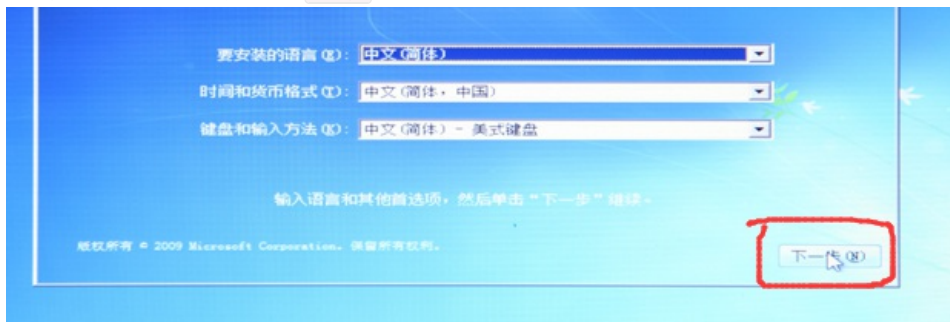 要安装的语言(E): 中文(简体)
时间和货币格式(T): 中文(简体，中国)
键盘和输入方法(K): 中文(简体) - 美式键盘
输入语言和其他首选项，然后单击“下一步”继续。
版权所有 © 2009 Microsoft Corporation。保留所有权利。
下一步(N)